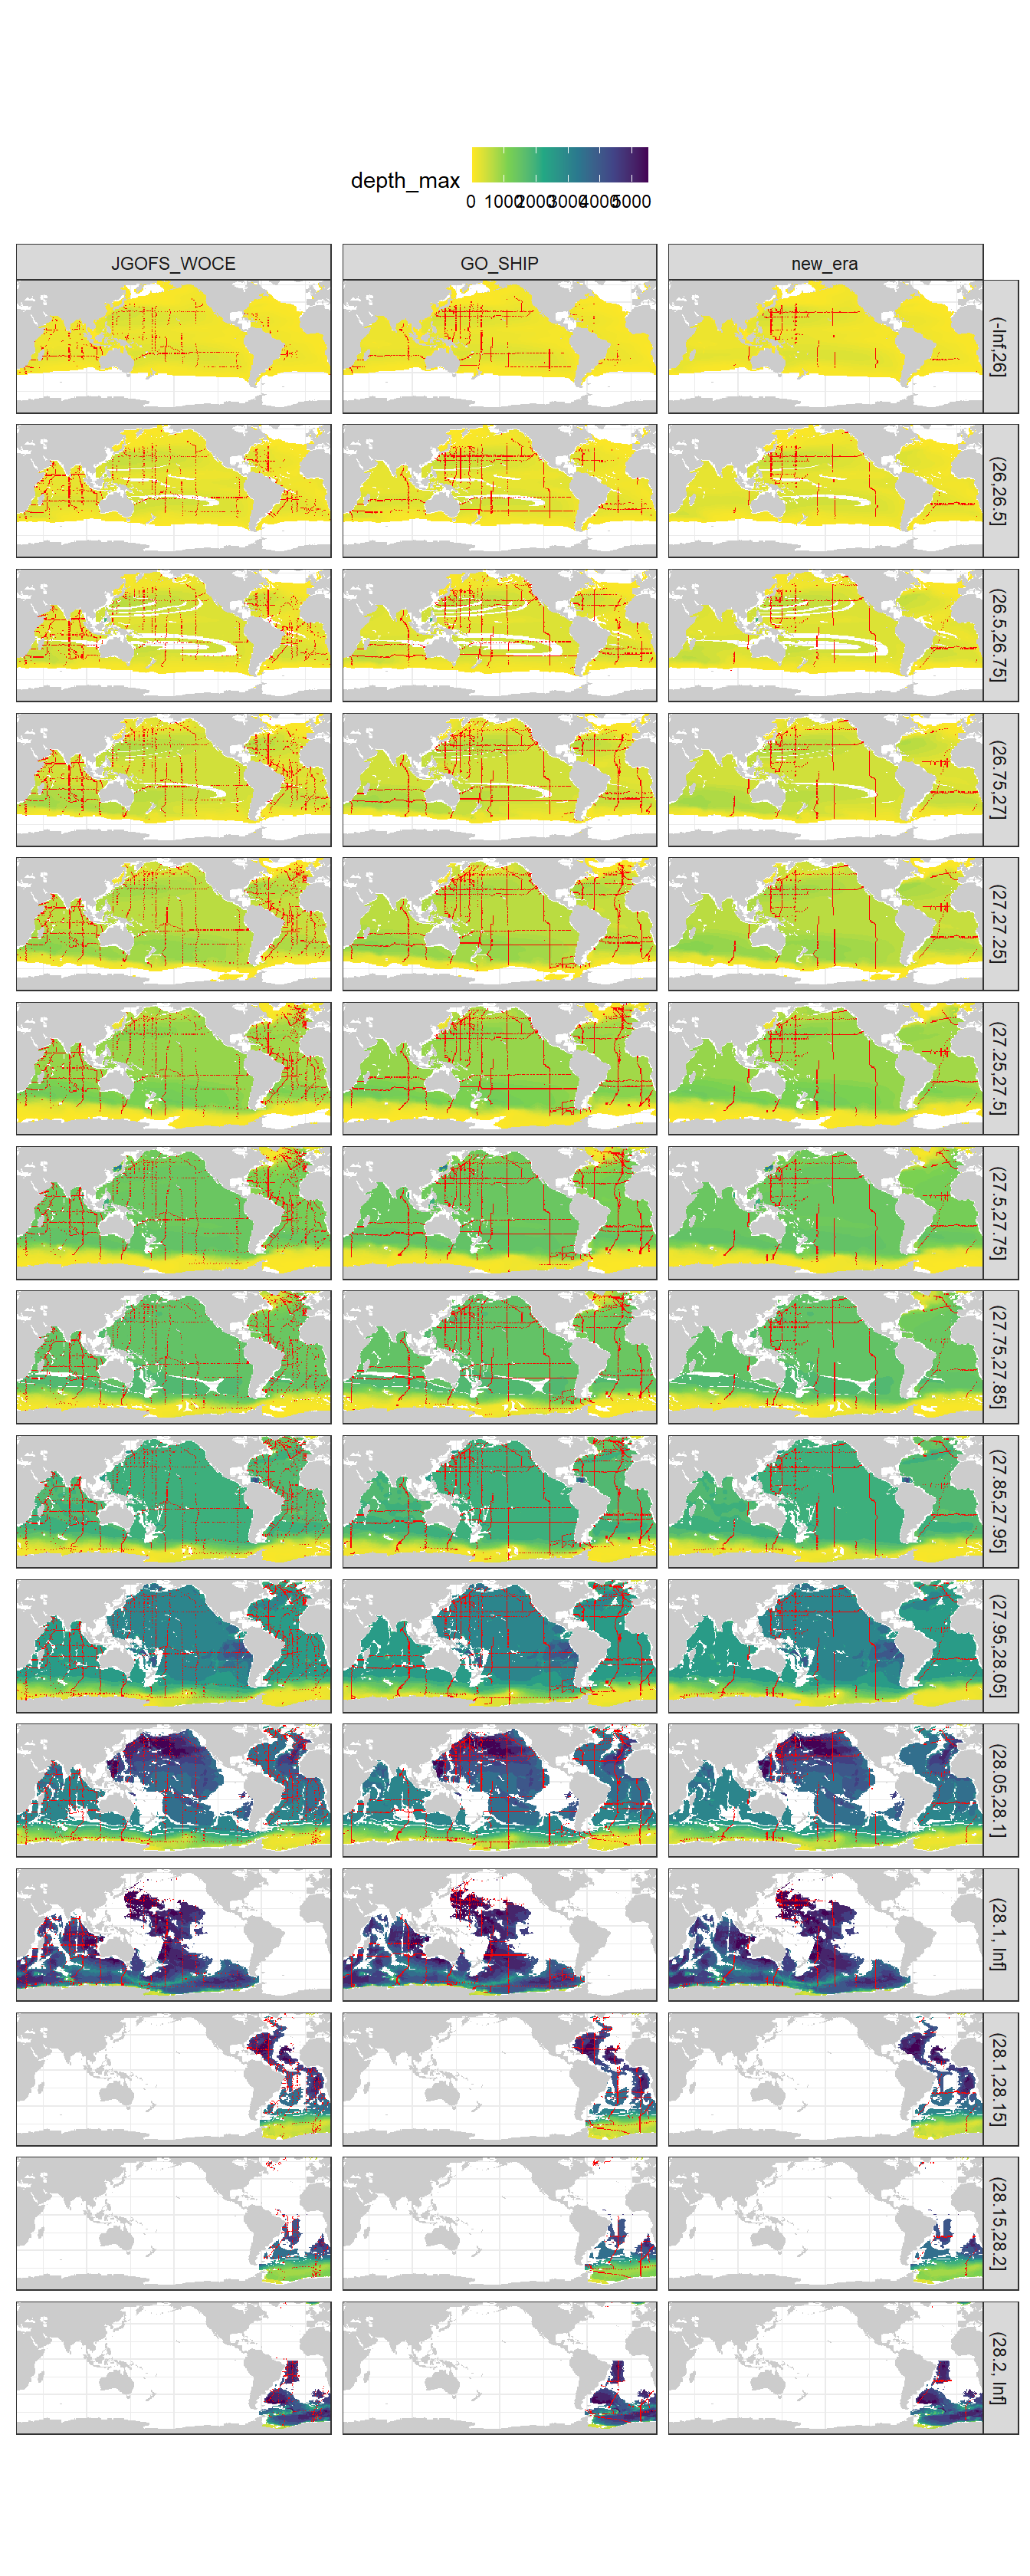 depth_max
0 1000 2000 3000 4000 5000
JGOFS_WOCE GO_SHIP new_era
(-Inf,26]
(26,26.5]
(26.5,26.75]
(26.75,27]
(27,27.25]
(27.25,27.5]
(27.5,27.75]
(27.75,27.85]
(27.85,27.95]
(27.95,28.05]
(28.05,28.1]
(28.1, Inf]
(28.1,28.15]
(28.15,28.2]
(28.2, Inf]